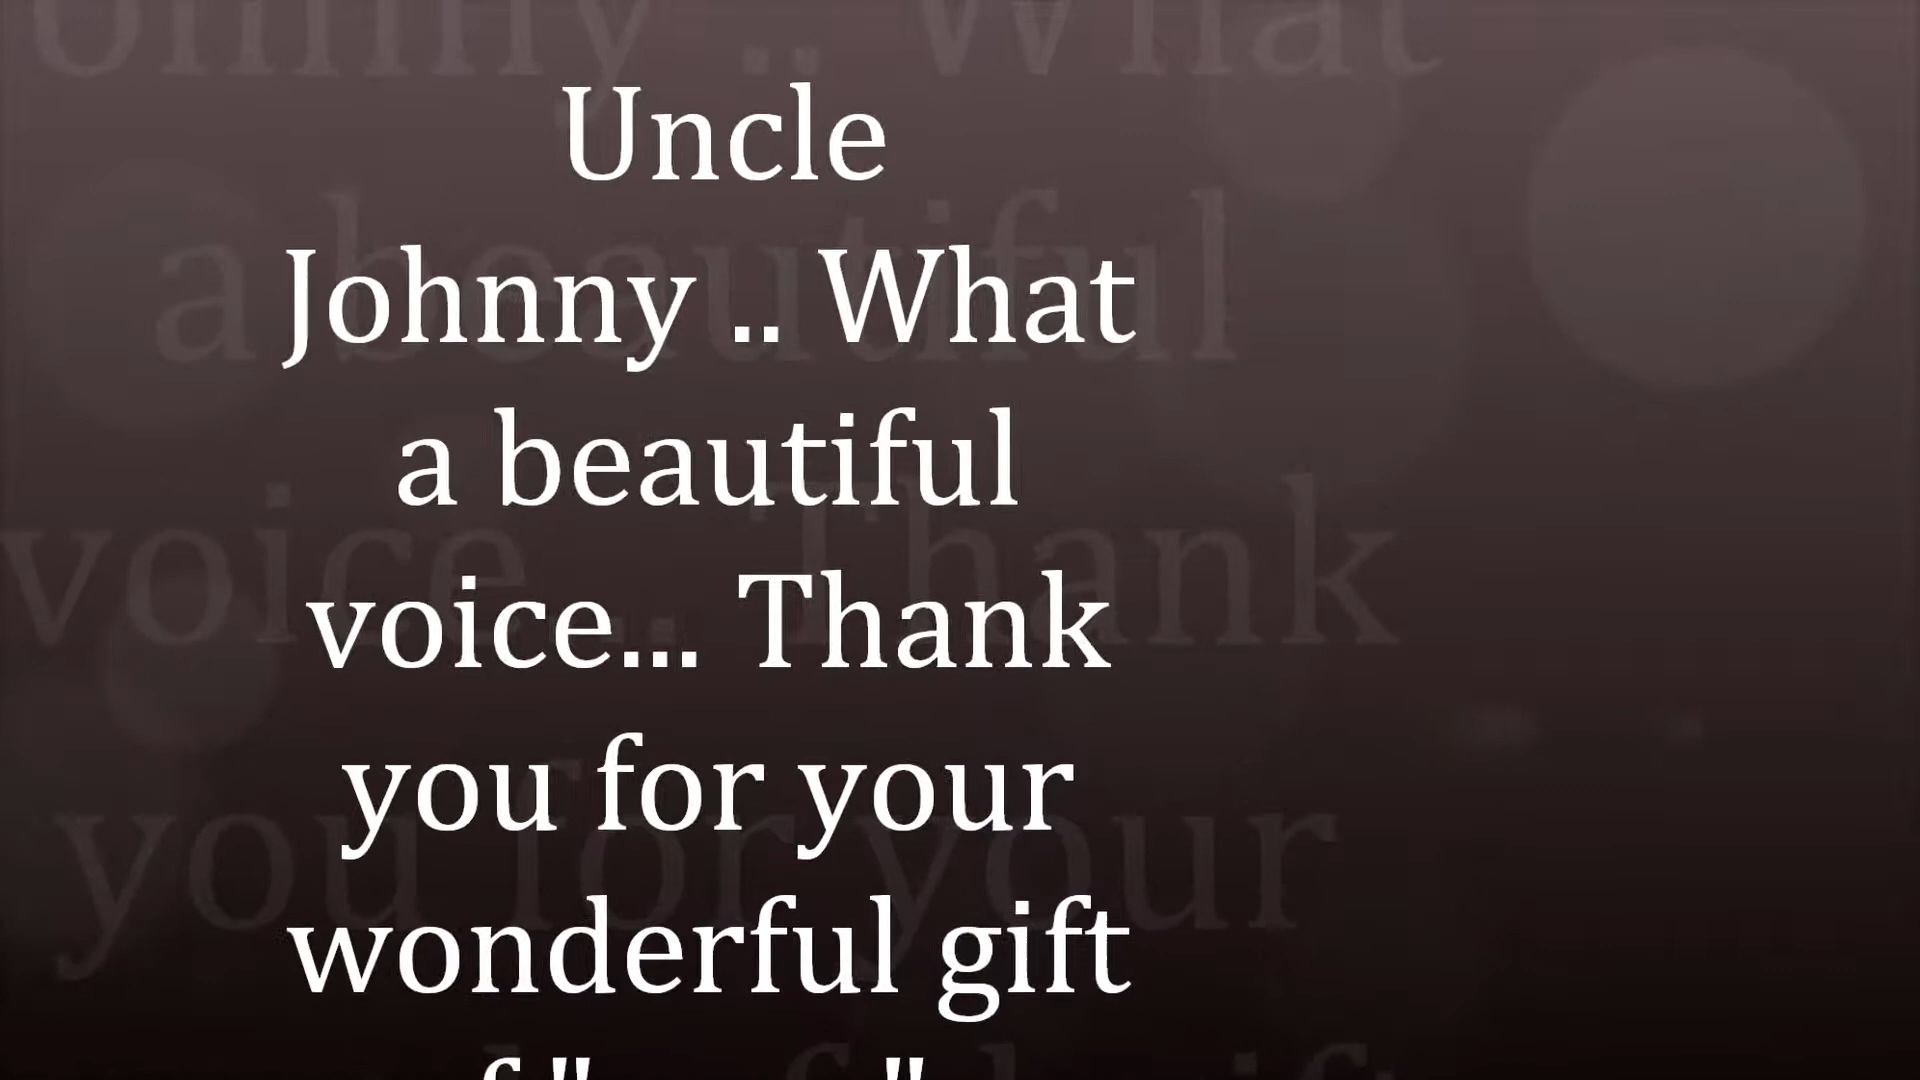 Uncle
Johnny .. What
a beautiful
voice... Thank
you for your
wonderful gift